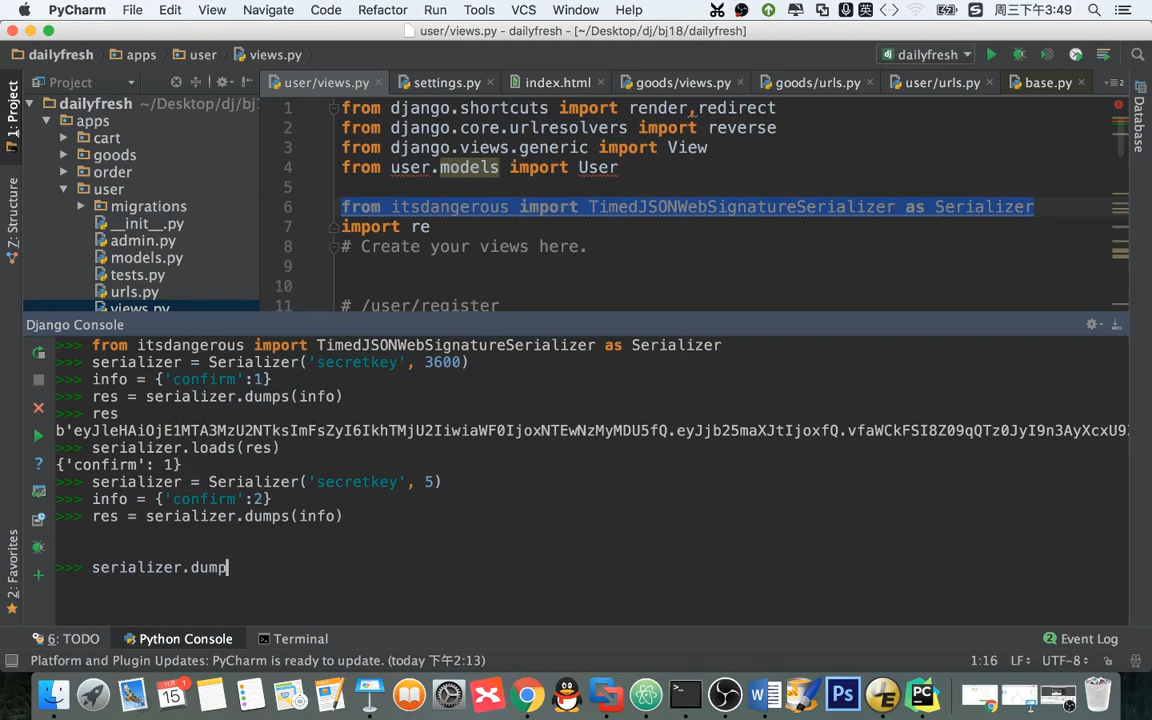 PyCharm File Edit View Navigate Code Refactor Run Tools VCS Window Help 周三下午3:49
user/views.py - dailyfresh - [~/Desktop/dj/bj18/dailyfresh]
dailyfresh apps user views.py dailyfresh
Project user/views.py settings.py index.html goods/views.py goods/urls.py user/urls.py base.py
dailyfresh ~/Desktop/dj/bj
apps
cart
goods
order
user
migrations
__init__.py
admin.py
models.py
tests.py
urls.py
views.py
1 from django.shortcuts import render,redirect
2 from django.core.urlresolvers import reverse
3 from django.views.generic import View
4 from user.models import User
5
6 from itsdangerous import TimedJSONWebSignatureSerializer as Serializer
7 import re
8 # Create your views here.
9
10
11 # /user/register
1: Project
7: Structure
2: Favorites
Database
Django Console
>>> from itsdangerous import TimedJSONWebSignatureSerializer as Serializer
>>> serializer = Serializer('secretkey', 3600)
>>> info = {'confirm':1}
>>> res = serializer.dumps(info)
>>> res
b'eyJleHAiOjE1MTA3MzU2NTksImFsZyI6IkhTMjU2IiwiaWF0IjoxNTEwNzMyMDU5fQ.eyJjb25maXJtIjoxfQ.vfaWCkFSI8Z09qQTz0JyI9n3AyXcxU9
>>> serializer.loads(res)
{'confirm': 1}
>>> serializer = Serializer('secretkey', 5)
>>> info = {'confirm':2}
>>> res = serializer.dumps(info)
>>> serializer.dump
6: TODO Python Console Terminal 2 Event Log
Platform and Plugin Updates: PyCharm is ready to update. (today 下午2:13) 1:16 LF UTF-8